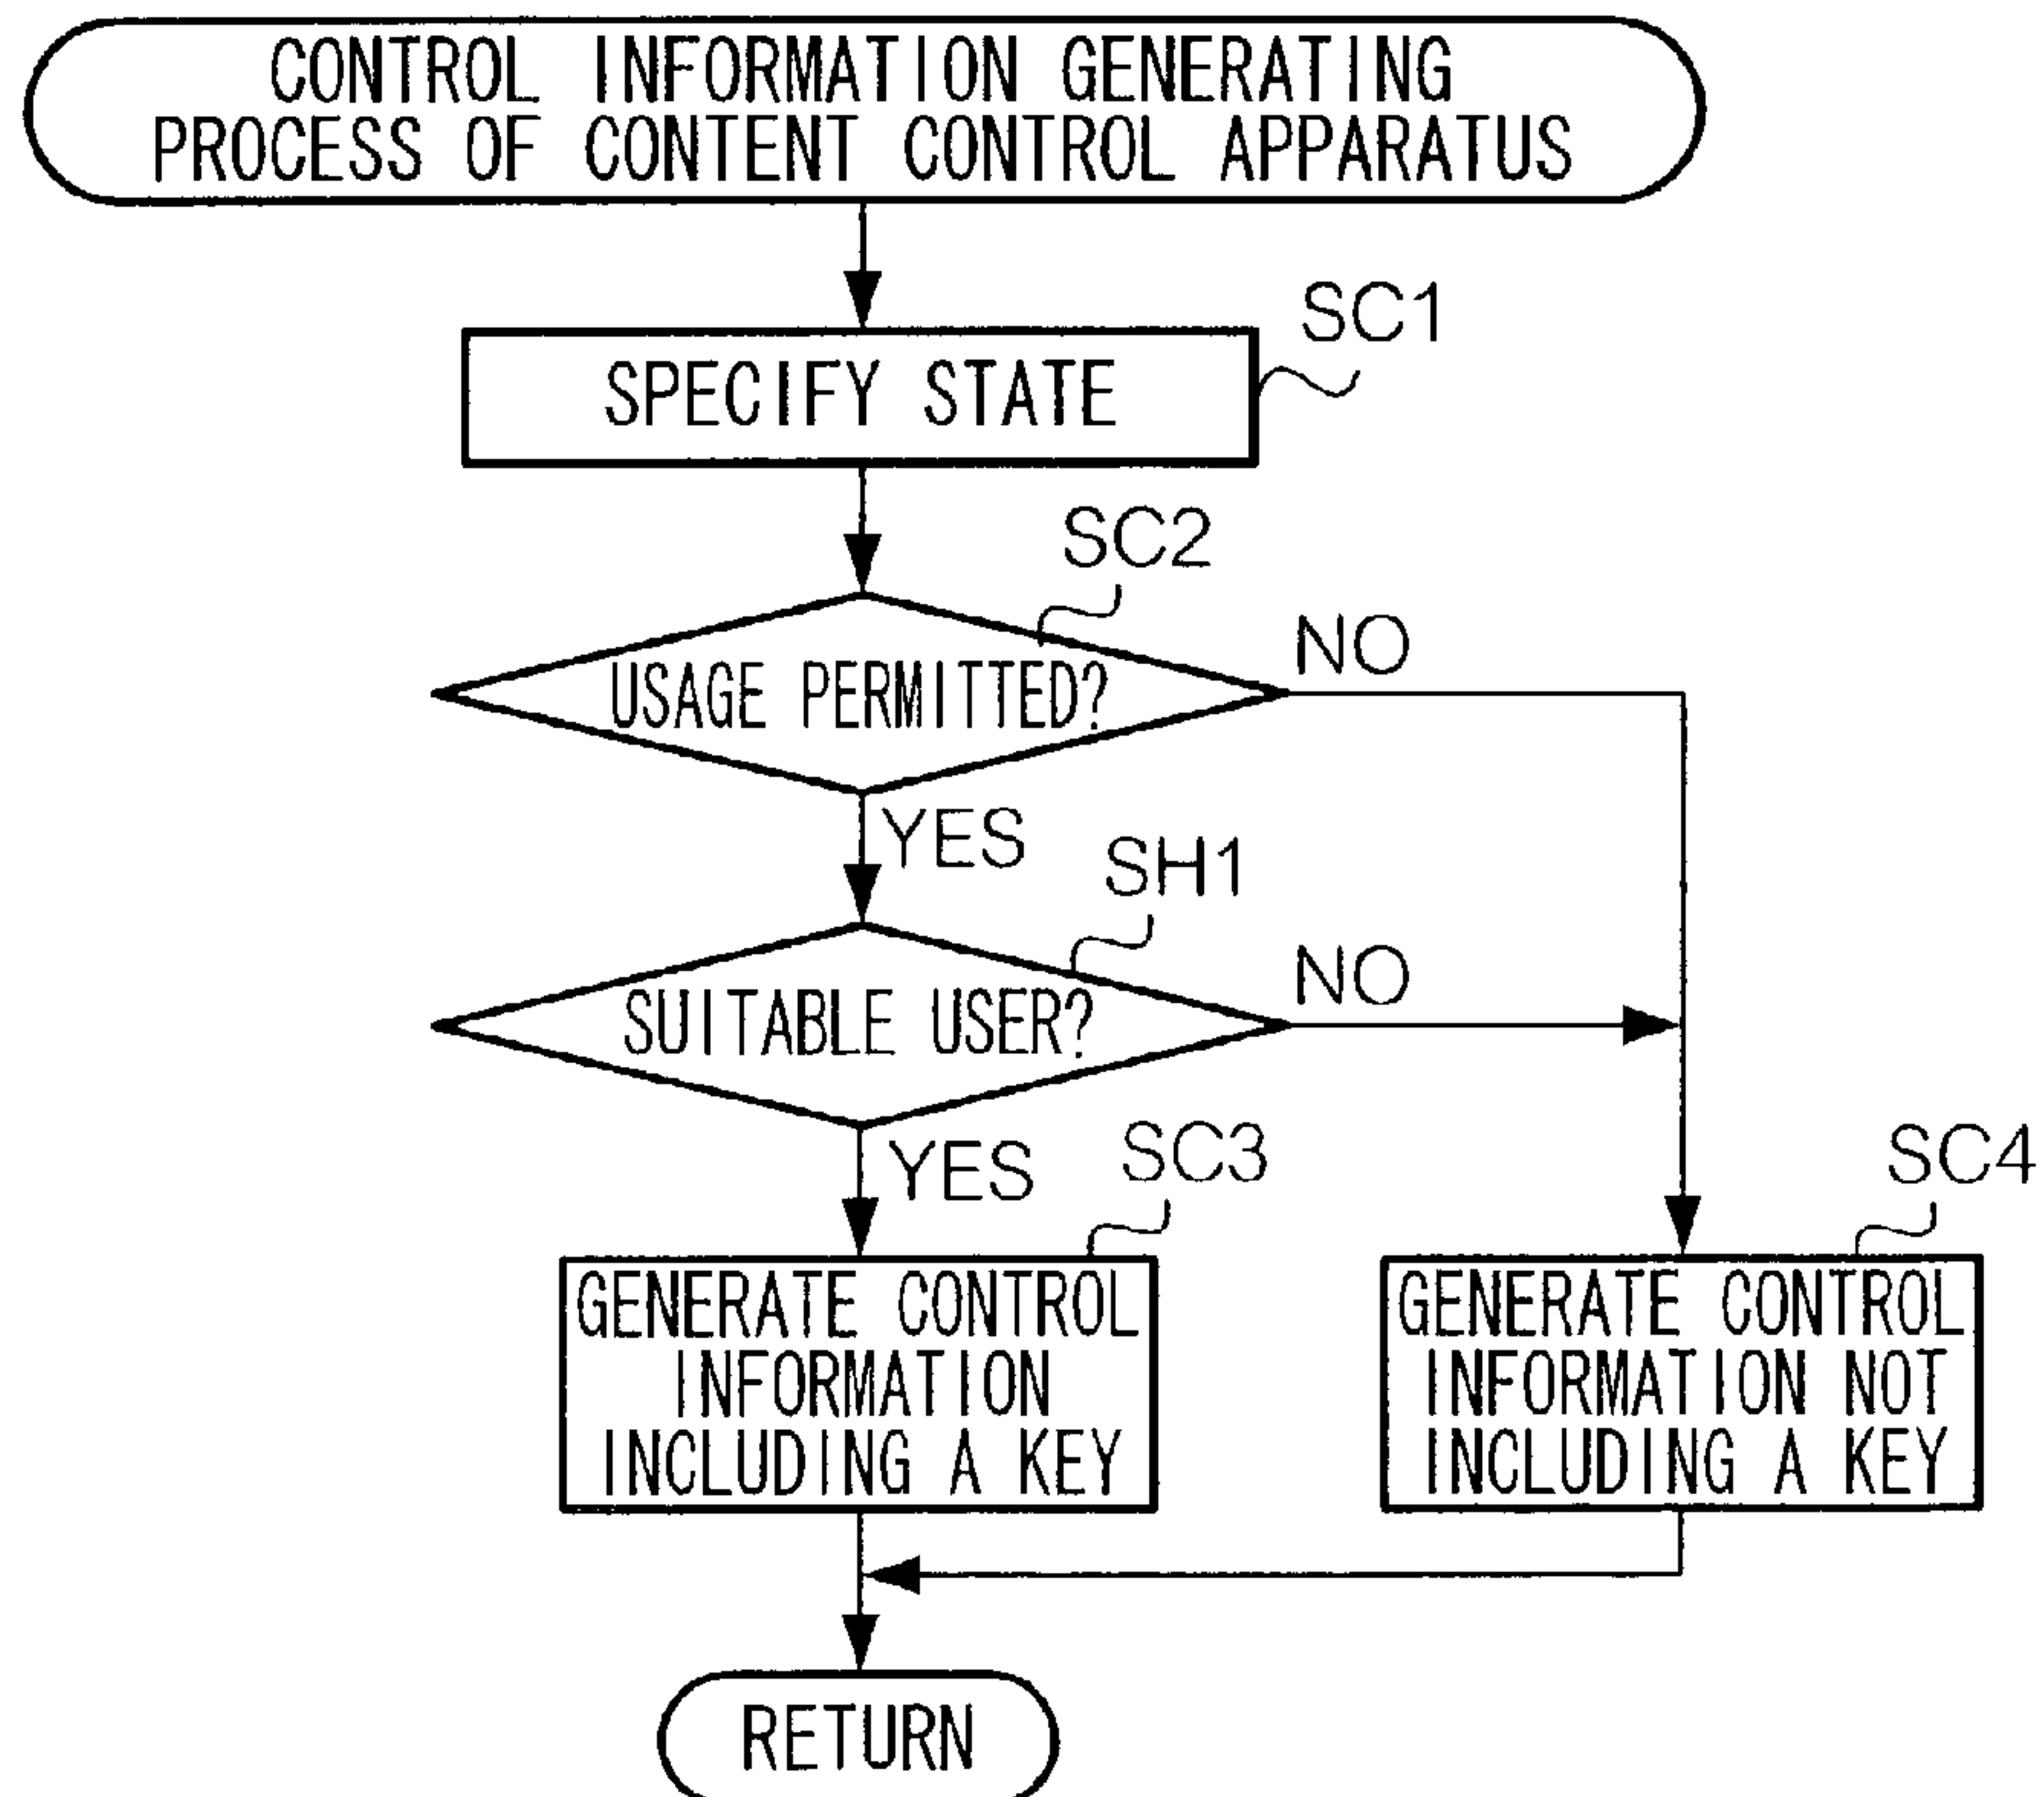 CONTROL INFORMATION GENERATING
PROCESS OF CONTENT CONTROL APPARATUS
SC1
SPECIFY STATE
SC2
USAGE PERMITTED?
NO
YES
SH1
SUITABLE USER?
NO
YES
SC3
GENERATE CONTROL
INFORMATION
INCLUDING A KEY
SC4
GENERATE CONTROL
INFORMATION NOT
INCLUDING A KEY
RETURN